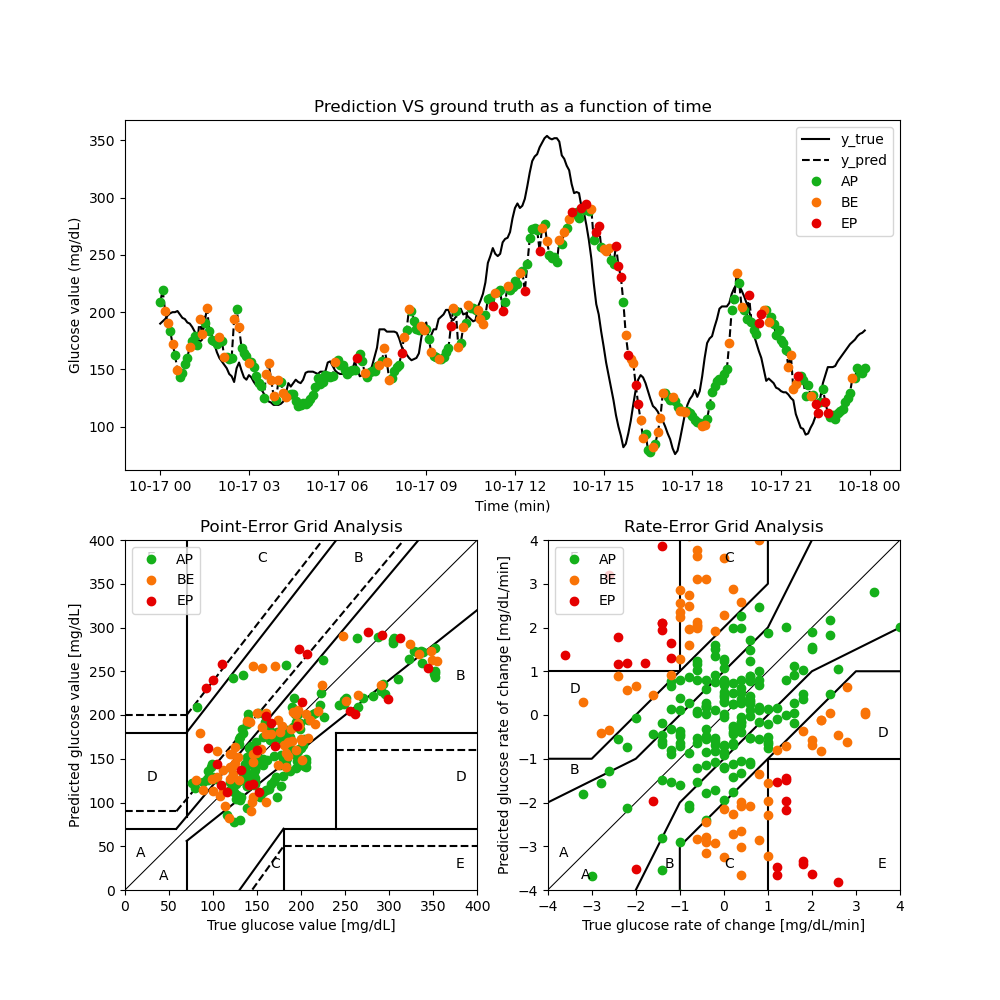 Prediction VS ground truth as a function of time
Glucose value (mg/dL)
350
300
250
200
150
100
y_true
y_pred
AP
BE
EP
10-17 00 10-17 03 10-17 06 10-17 09 10-17 12 10-17 15 10-17 18 10-17 21 10-18 00
Time (min)
Point-Error Grid Analysis
Predicted glucose value [mg/dL]
400
350
300
250
200
150
100
50
0
AP
BE
EP
C
B
B
D
D
A
A
C
E
0 50 100 150 200 250 300 350 400
True glucose value [mg/dL]
Rate-Error Grid Analysis
Predicted glucose rate of change [mg/dL/min]
4
3
2
1
0
−1
−2
−3
−4
AP
BE
EP
C
D
D
B
A
A
B
C
E
−4 −3 −2 −1 0 1 2 3 4
True glucose rate of change [mg/dL/min]